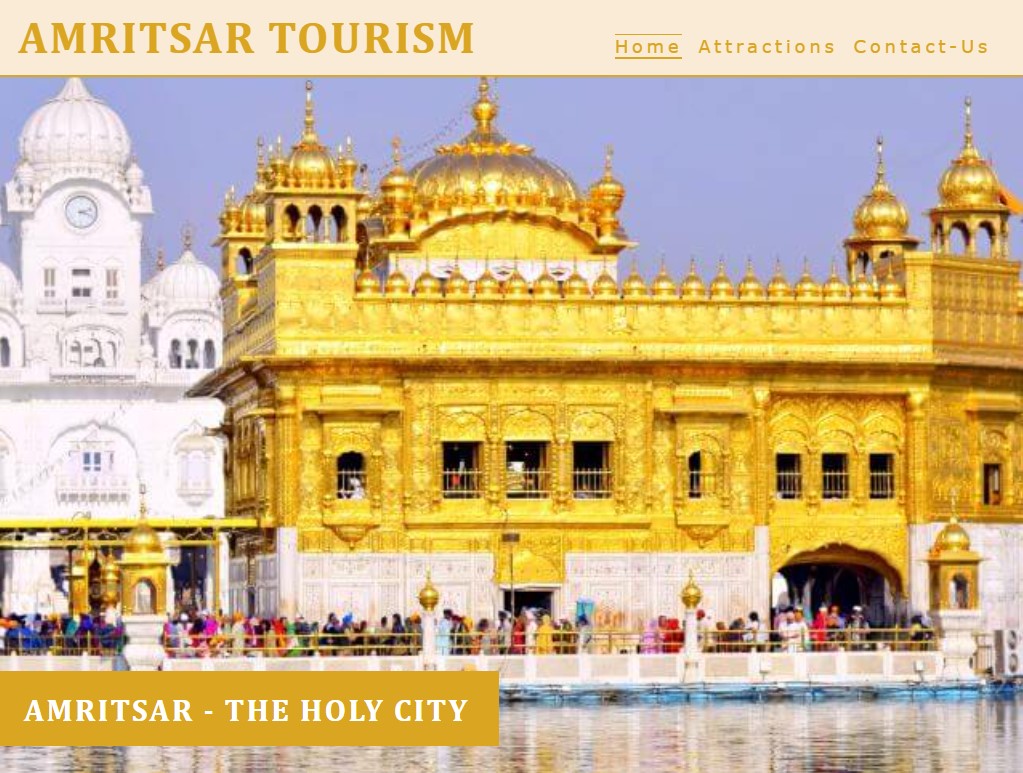 AMRITSAR TOURISM
Home Attractions Contact-Us
AMRITSAR - THE HOLY CITY